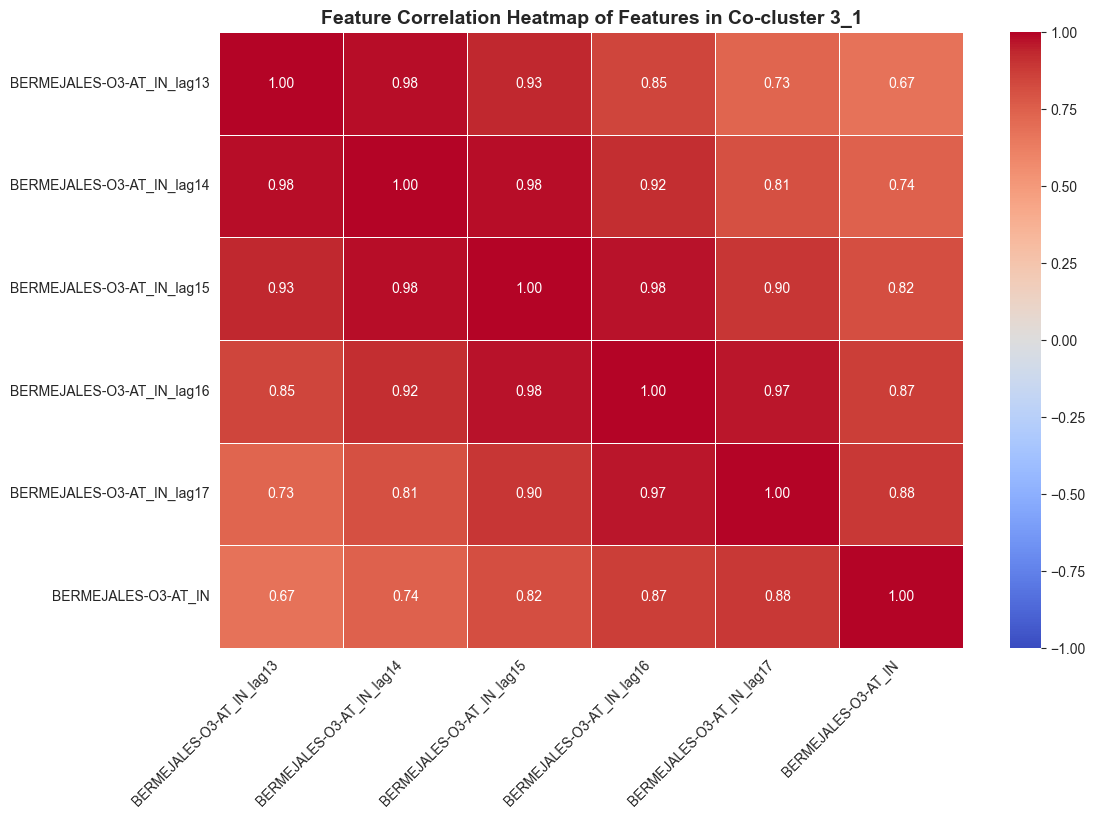 Feature Correlation Heatmap of Features in Co-cluster 3_1
BERMEJALES-O3-AT_IN_lag13 1.00 0.98 0.93 0.85 0.73 0.67
BERMEJALES-O3-AT_IN_lag14 0.98 1.00 0.98 0.92 0.81 0.74
BERMEJALES-O3-AT_IN_lag15 0.93 0.98 1.00 0.98 0.90 0.82
BERMEJALES-O3-AT_IN_lag16 0.85 0.92 0.98 1.00 0.97 0.87
BERMEJALES-O3-AT_IN_lag17 0.73 0.81 0.90 0.97 1.00 0.88
BERMEJALES-O3-AT_IN 0.67 0.74 0.82 0.87 0.88 1.00
BERMEJALES-O3-AT_IN_lag13
BERMEJALES-O3-AT_IN_lag14
BERMEJALES-O3-AT_IN_lag15
BERMEJALES-O3-AT_IN_lag16
BERMEJALES-O3-AT_IN_lag17
BERMEJALES-O3-AT_IN
1.00
0.75
0.50
0.25
0.00
−0.25
−0.50
−0.75
−1.00